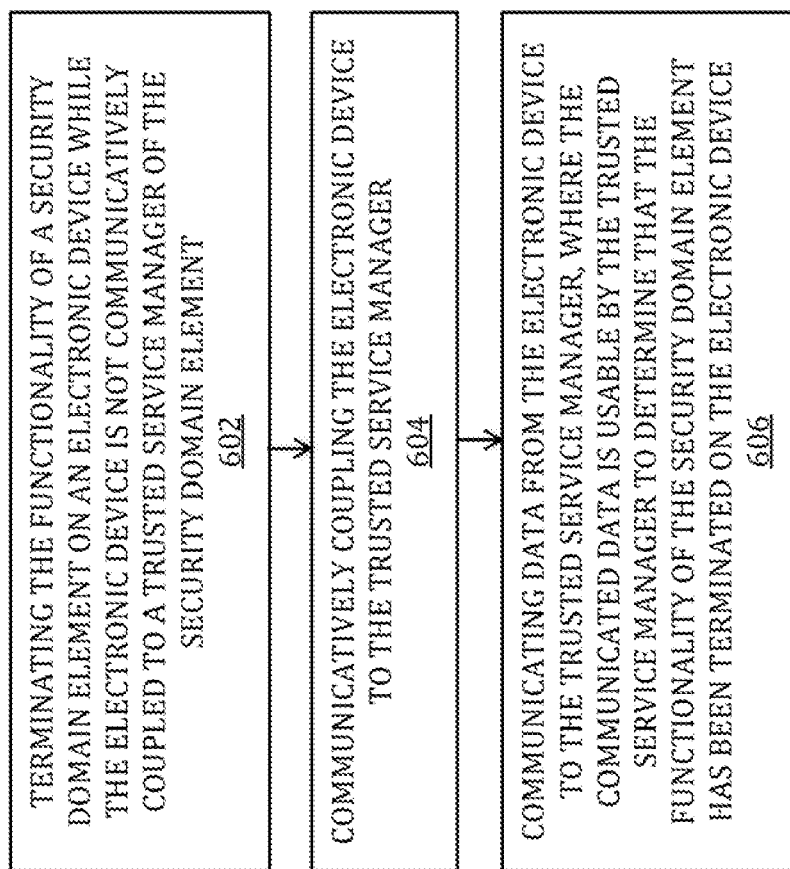 TERMINATING THE FUNCTIONALITY OF A SECURITY
DOMAIN ELEMENT ON AN ELECTRONIC DEVICE WHILE
THE ELECTRONIC DEVICE IS NOT COMMUNICATIVELY
COUPLED TO A TRUSTED SERVICE MANAGER OF THE
SECURITY DOMAIN ELEMENT
602
COMMUNICATIVELY COUPLING THE ELECTRONIC DEVICE
TO THE TRUSTED SERVICE MANAGER
604
COMMUNICATING DATA FROM THE ELECTRONIC DEVICE
TO THE TRUSTED SERVICE MANAGER, WHERE THE
COMMUNICATED DATA IS USABLE BY THE TRUSTED
SERVICE MANAGER TO DETERMINE THAT THE
FUNCTIONALITY OF THE SECURITY DOMAIN ELEMENT
HAS BEEN TERMINATED ON THE ELECTRONIC DEVICE
606